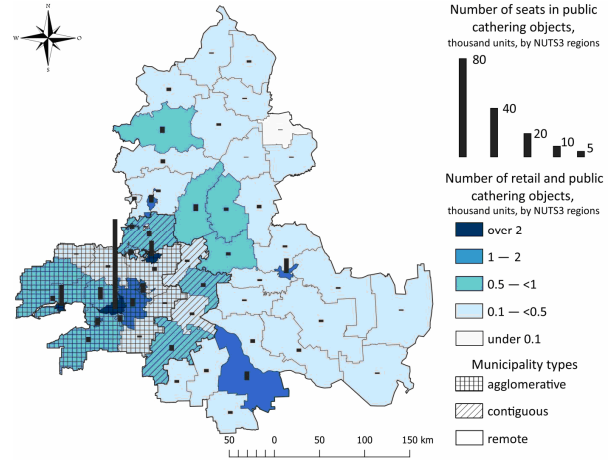 N
W
O
S
Number of seats in public
cathering objects,
thousand units, by NUTS3 regions
80
40
20
10
5
Number of retail and public
cathering objects,
thousand units, by NUTS3 regions
over 2
1 — 2
0.5 — <1
0.1 — <0.5
under 0.1
Municipality types
agglomerative
contiguous
remote
50 0 50 100 150 km